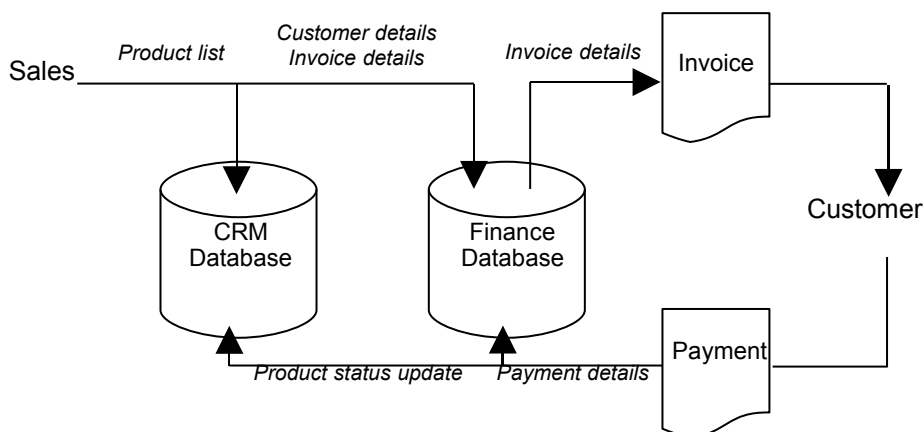 Product list
Customer details
Invoice details
Invoice details
Sales
Invoice
Customer
CRM
Database
Finance
Database
Payment
Product status update
Payment details